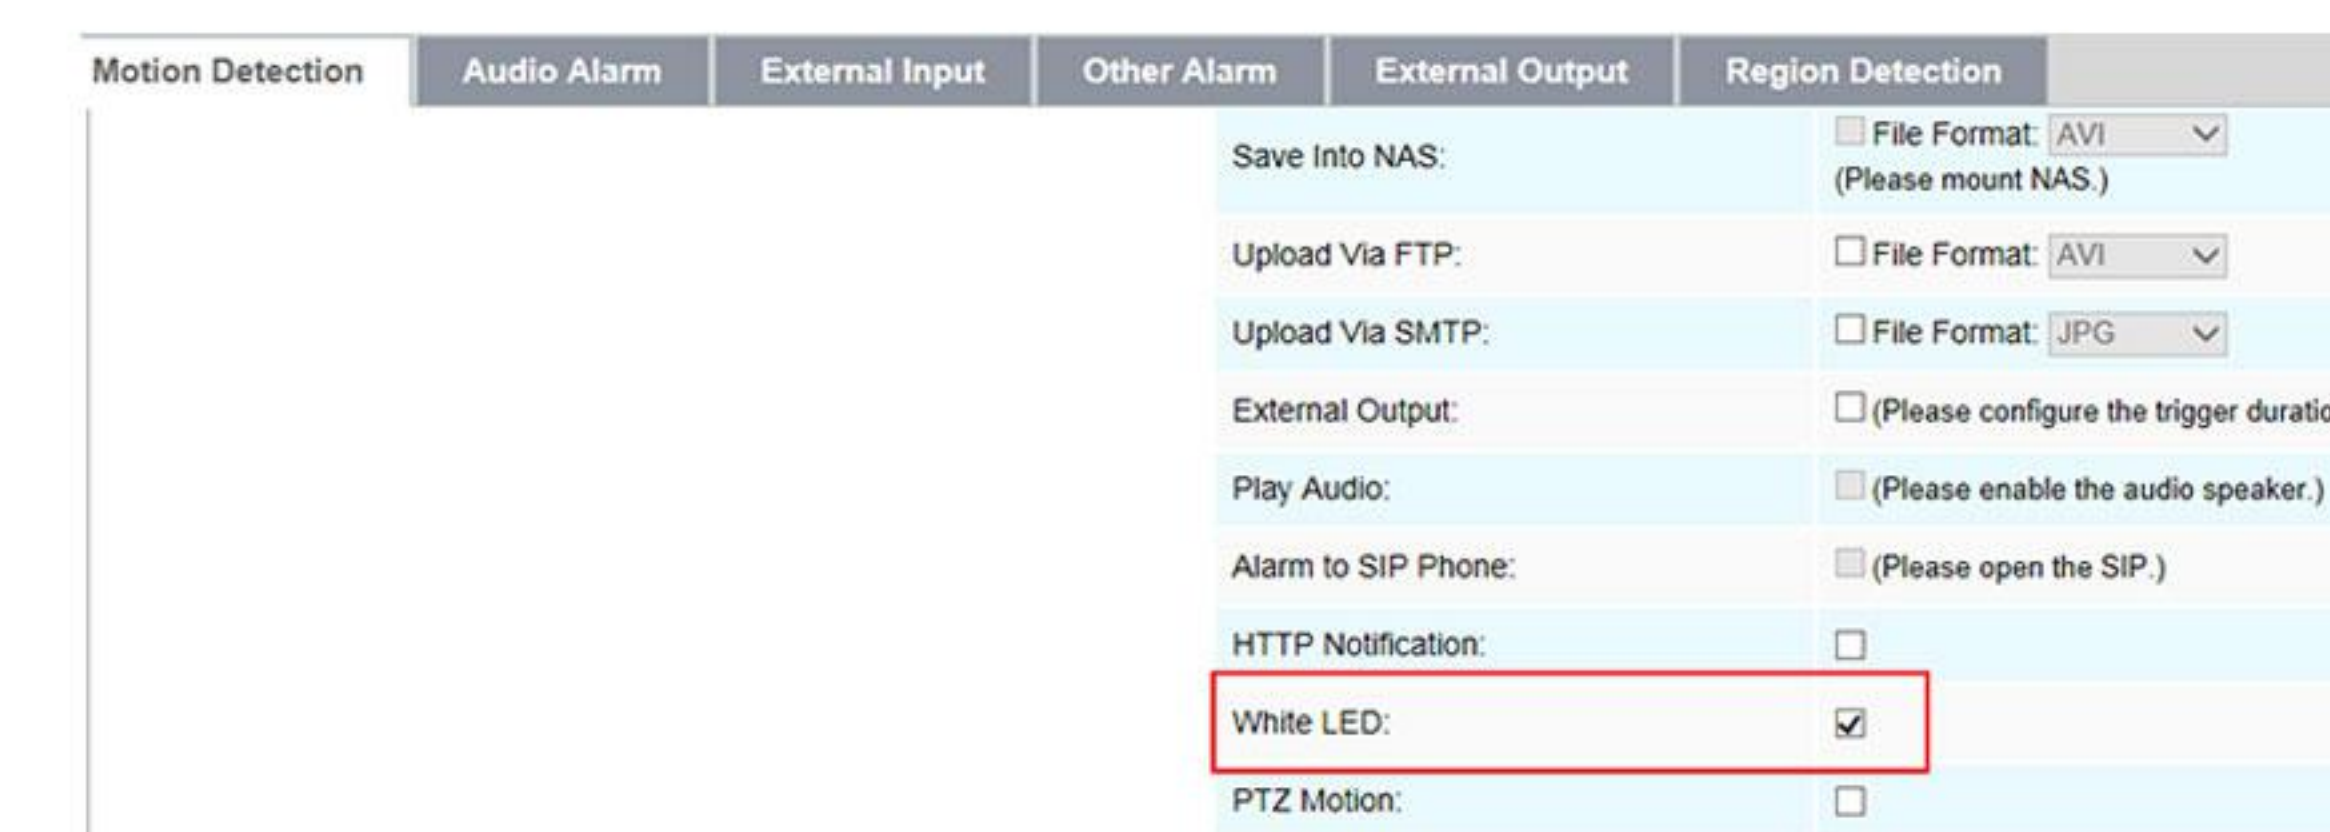 Motion Detection Audio Alarm External Input Other Alarm External Output Region Detection
Save Into NAS: File Format: AVI
(Please mount NAS.)
Upload Via FTP: File Format: AVI
Upload Via SMTP: File Format: JPG
External Output: (Please configure the trigger duratio
Play Audio: (Please enable the audio speaker.)
Alarm to SIP Phone: (Please open the SIP.)
HTTP Notification:
White LED:
PTZ Motion: